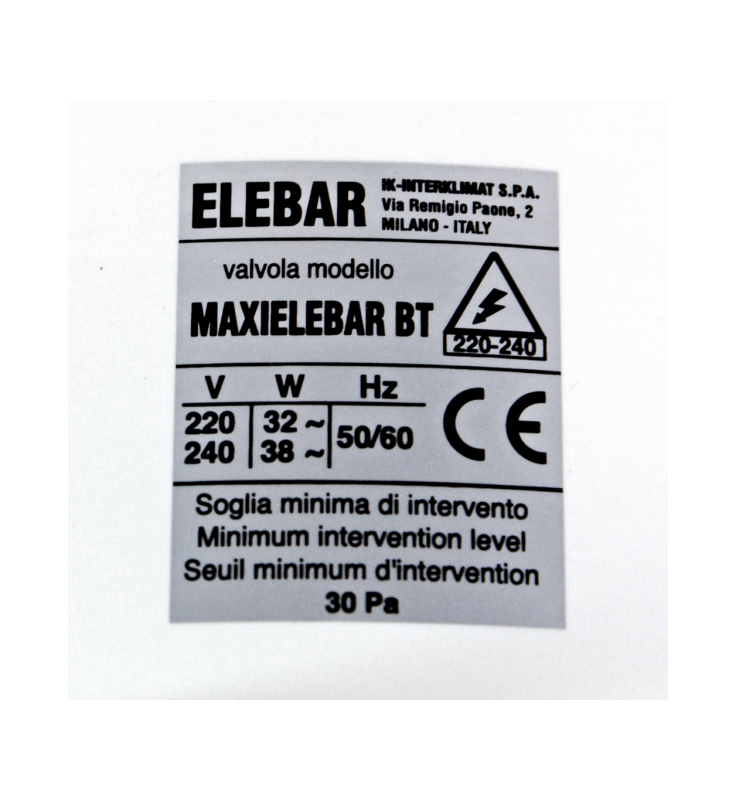 ELEBAR
IK-INTERKLIMAT S.P.A.
Via Remigio Paone, 2
MILANO - ITALY
valvola modello
MAXIELEBAR BT
220-240
V W Hz
220 32 ~ 50/60
240 38 ~
CE
Soglia minima di intervento
Minimum intervention level
Seuil minimum d'intervention
30 Pa